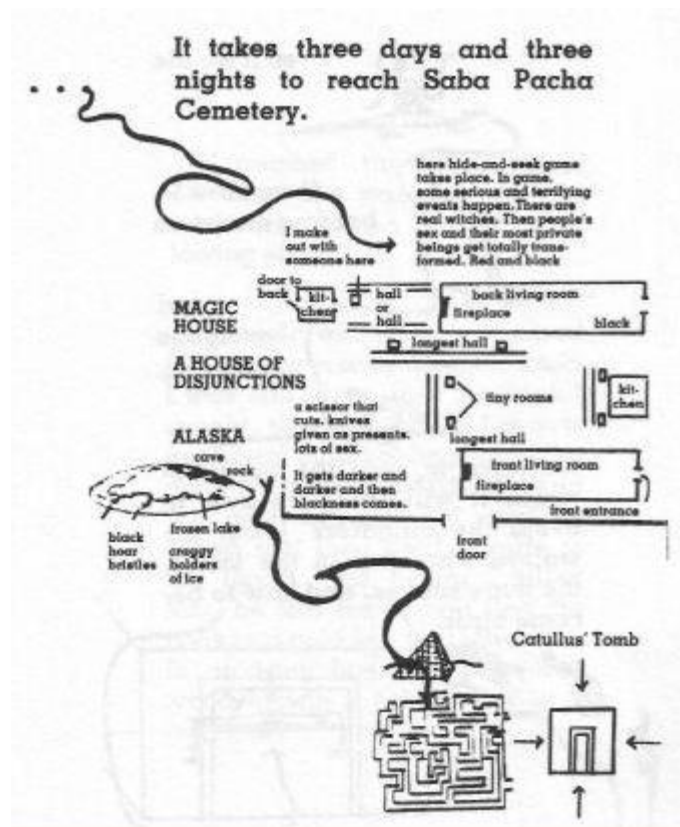 It takes three days and three
nights to reach Saba Pacha
Cemetery.
here hide-and-seek game
takes place. In game,
some serious and terrifying
events happen. There are
real witches. Then people's
sex and their most private
beings get totally trans-
formed. Red and black
I make
out with
someone here
door to
back
kit-
chen
hall
or
hall
back living room
fireplace
black
MAGIC
HOUSE
longest hall
A HOUSE OF
DISJUNCTIONS
tiny rooms
kit-
chen
a scissor that
cuts, knives
given as presents,
lots of sex.
longest hall
ALASKA
cave
rock
It gets darker and
darker and then
blackness comes.
front living room
fireplace
front entrance
black
hoar
bristles
frozen lake
craggy
holders
of ice
front
door
Catullus' Tomb